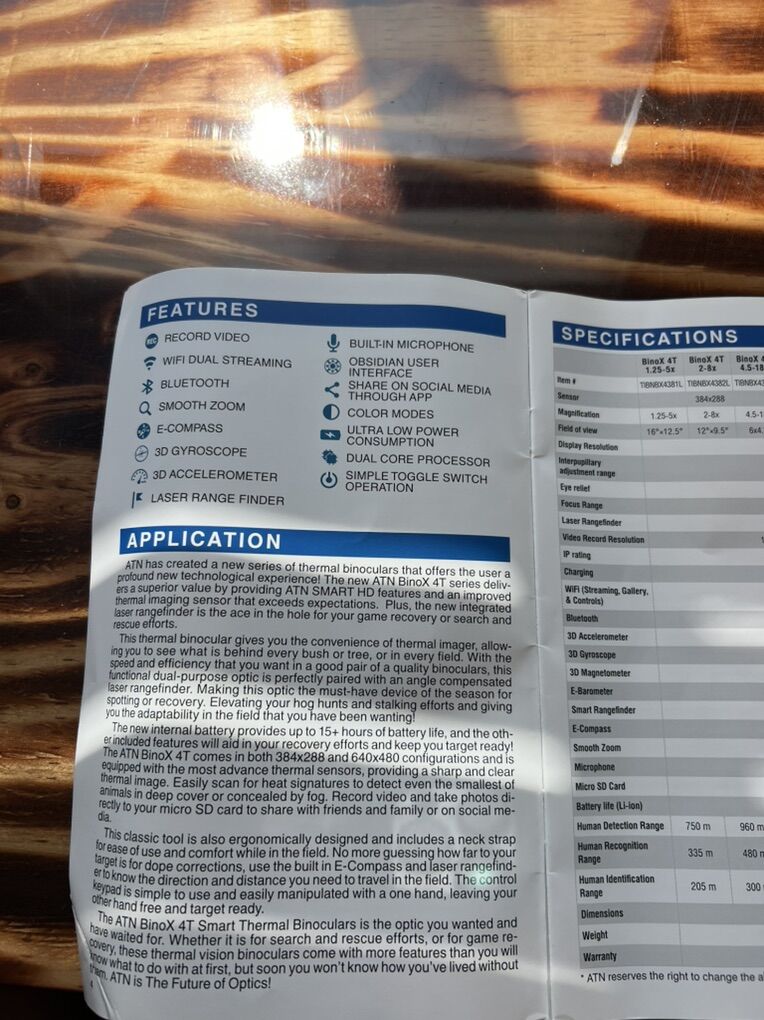 FEATURES
RECORD VIDEO
WIFI DUAL STREAMING
BLUETOOTH
SMOOTH ZOOM
E-COMPASS
3D GYROSCOPE
3D ACCELEROMETER
LASER RANGE FINDER
BUILT-IN MICROPHONE
OBSIDIAN USER
INTERFACE
SHARE ON SOCIAL MEDIA
THROUGH APP
COLOR MODES
ULTRA LOW POWER
CONSUMPTION
DUAL CORE PROCESSOR
SIMPLE TOGGLE SWITCH
OPERATION
APPLICATION
ATN has created a new series of thermal binoculars that offers the user a
profound new technological experience! The new ATN BinoX 4T series deliv-
ers a superior value by providing ATN SMART HD features and an improved
thermal imaging sensor that exceeds expectations. Plus, the new integrated
laser rangefinder is the ace in the hole for your game recovery or search and
rescue efforts.
This thermal binocular gives you the convenience of thermal imager, allow-
ing you to see what is behind every bush or tree, or in every field. With the
speed and efficiency that you want in a good pair of a quality binoculars, this
functional dual-purpose optic is perfectly paired with an angle compensated
laser rangefinder. Making this optic the must-have device of the season for
spotting or recovery. Elevating your hog hunts and stalking efforts and giving
you the adaptability in the field that you have been wanting!
The new internal battery provides up to 15+ hours of battery life, and the oth-
er included features will aid in your recovery efforts and keep you target ready!
The ATN BinoX 4T comes in both 384x288 and 640x480 configurations and is
equipped with the most advance thermal sensors, providing a sharp and clear
thermal image. Easily scan for heat signatures to detect even the smallest of
animals in deep cover or concealed by fog. Record video and take photos di-
rectly to your micro SD card to share with friends and family or on social me-
dia.
This classic tool is also ergonomically designed and includes a neck strap
for ease of use and comfort while in the field. No more guessing how far to your
target is for dope corrections, use the built in E-Compass and laser rangefind-
er to know the direction and distance you need to travel in the field. The control
keypad is simple to use and easily manipulated with a one hand, leaving your
other hand free and target ready.
The ATN BinoX 4T Smart Thermal Binoculars is the optic you wanted and
have waited for. Whether it is for search and rescue efforts, or for game re-
covery, these thermal vision binoculars come with more features than you will
know what to do with at first, but soon you won't know how you've lived without
them. ATN is The Future of Optics!
4
SPECIFICATIONS
BinoX 4T BinoX 4T BinoX 4
1.25-5x 2-8x 4.5-18
Item # TIBNBX4381L TIBNBX4382L TIBNBX43
Sensor 384x288
Magnification 1.25-5x 2-8x 4.5-1
Field of view 16°×12.5° 12°×9.5° 6x4.
Display Resolution
Interpupillary
adjustment range
Eye relief
Focus Range
Laser Rangefinder
Video Record Resolution 1
IP rating
Charging
WiFi (Streaming, Gallery,
& Controls)
Bluetooth
3D Accelerometer
3D Gyroscope
3D Magnetometer
E-Barometer
Smart Rangefinder
E-Compass
Smooth Zoom
Microphone
Micro SD Card
Battery life (Li-ion)
Human Detection Range 750 m 960 m
Human Recognition
Range 335 m 480 m
Human Identification
Range 205 m 300
Dimensions
Weight
Warranty
* ATN reserves the right to change the a